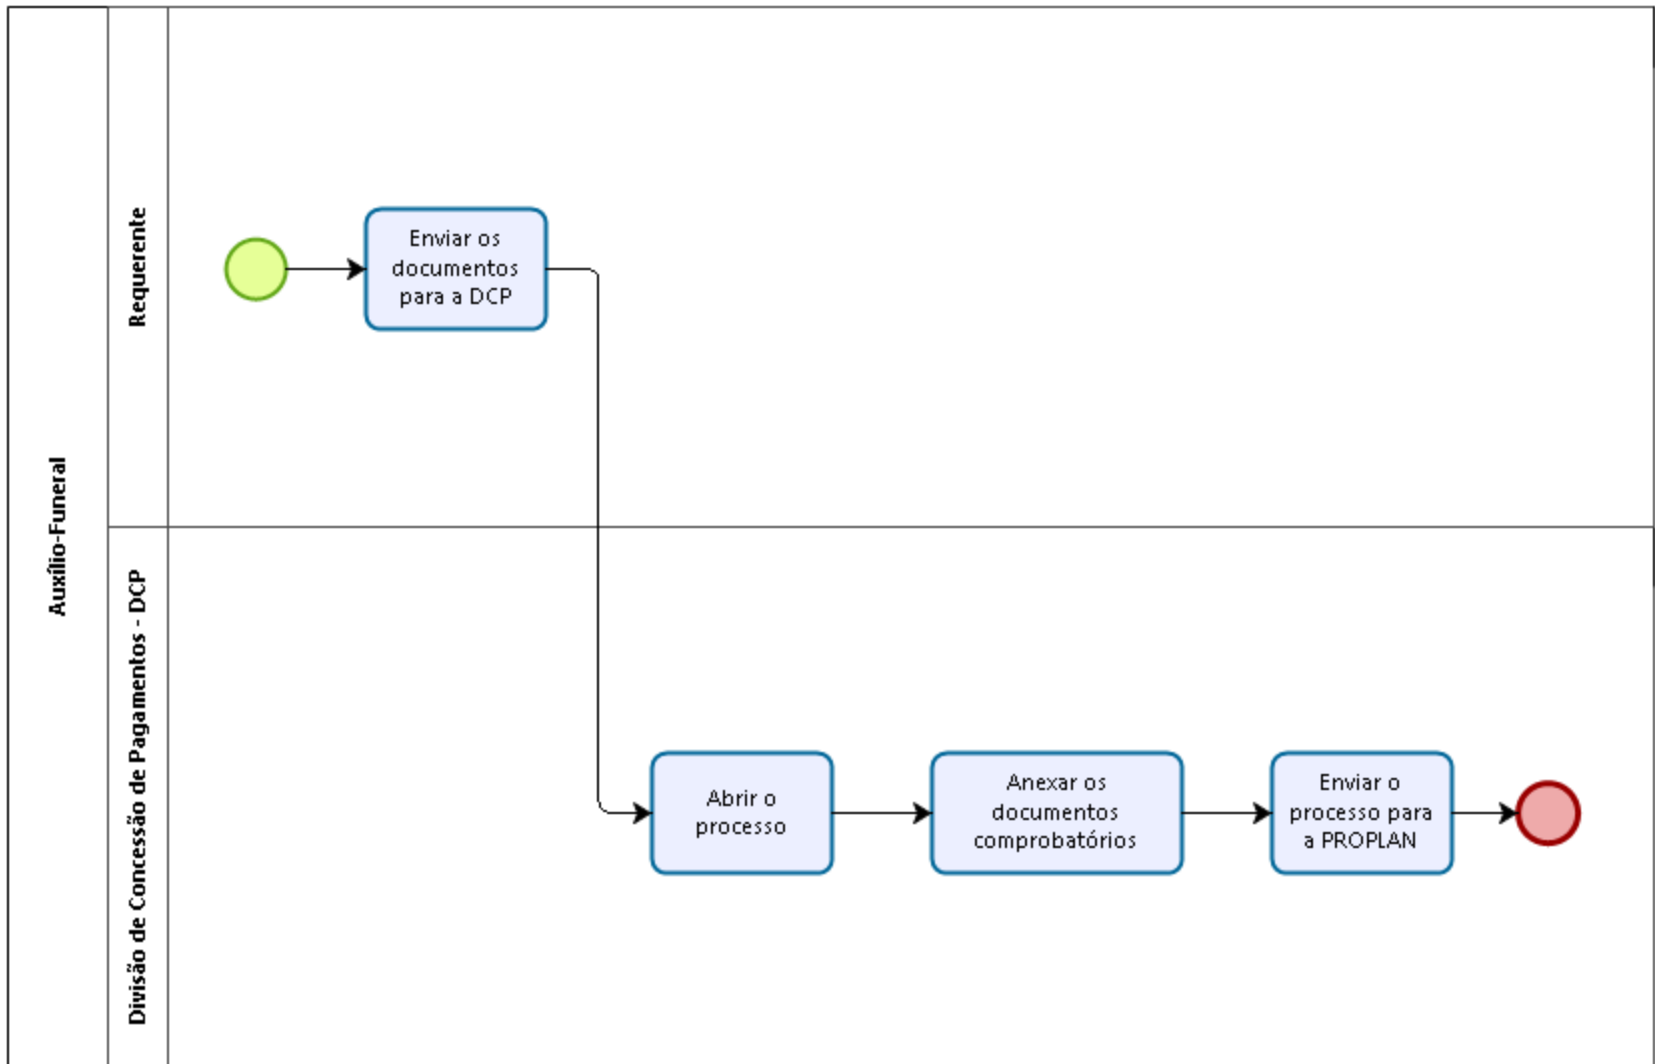 Auxílio-Funeral
Requerente
Enviar os
documentos
para a DCP
Divisão de Concessão de Pagamentos - DCP
Abrir o
processo
Anexar os
documentos
comprobatórios
Enviar o
processo para
a PROPLAN